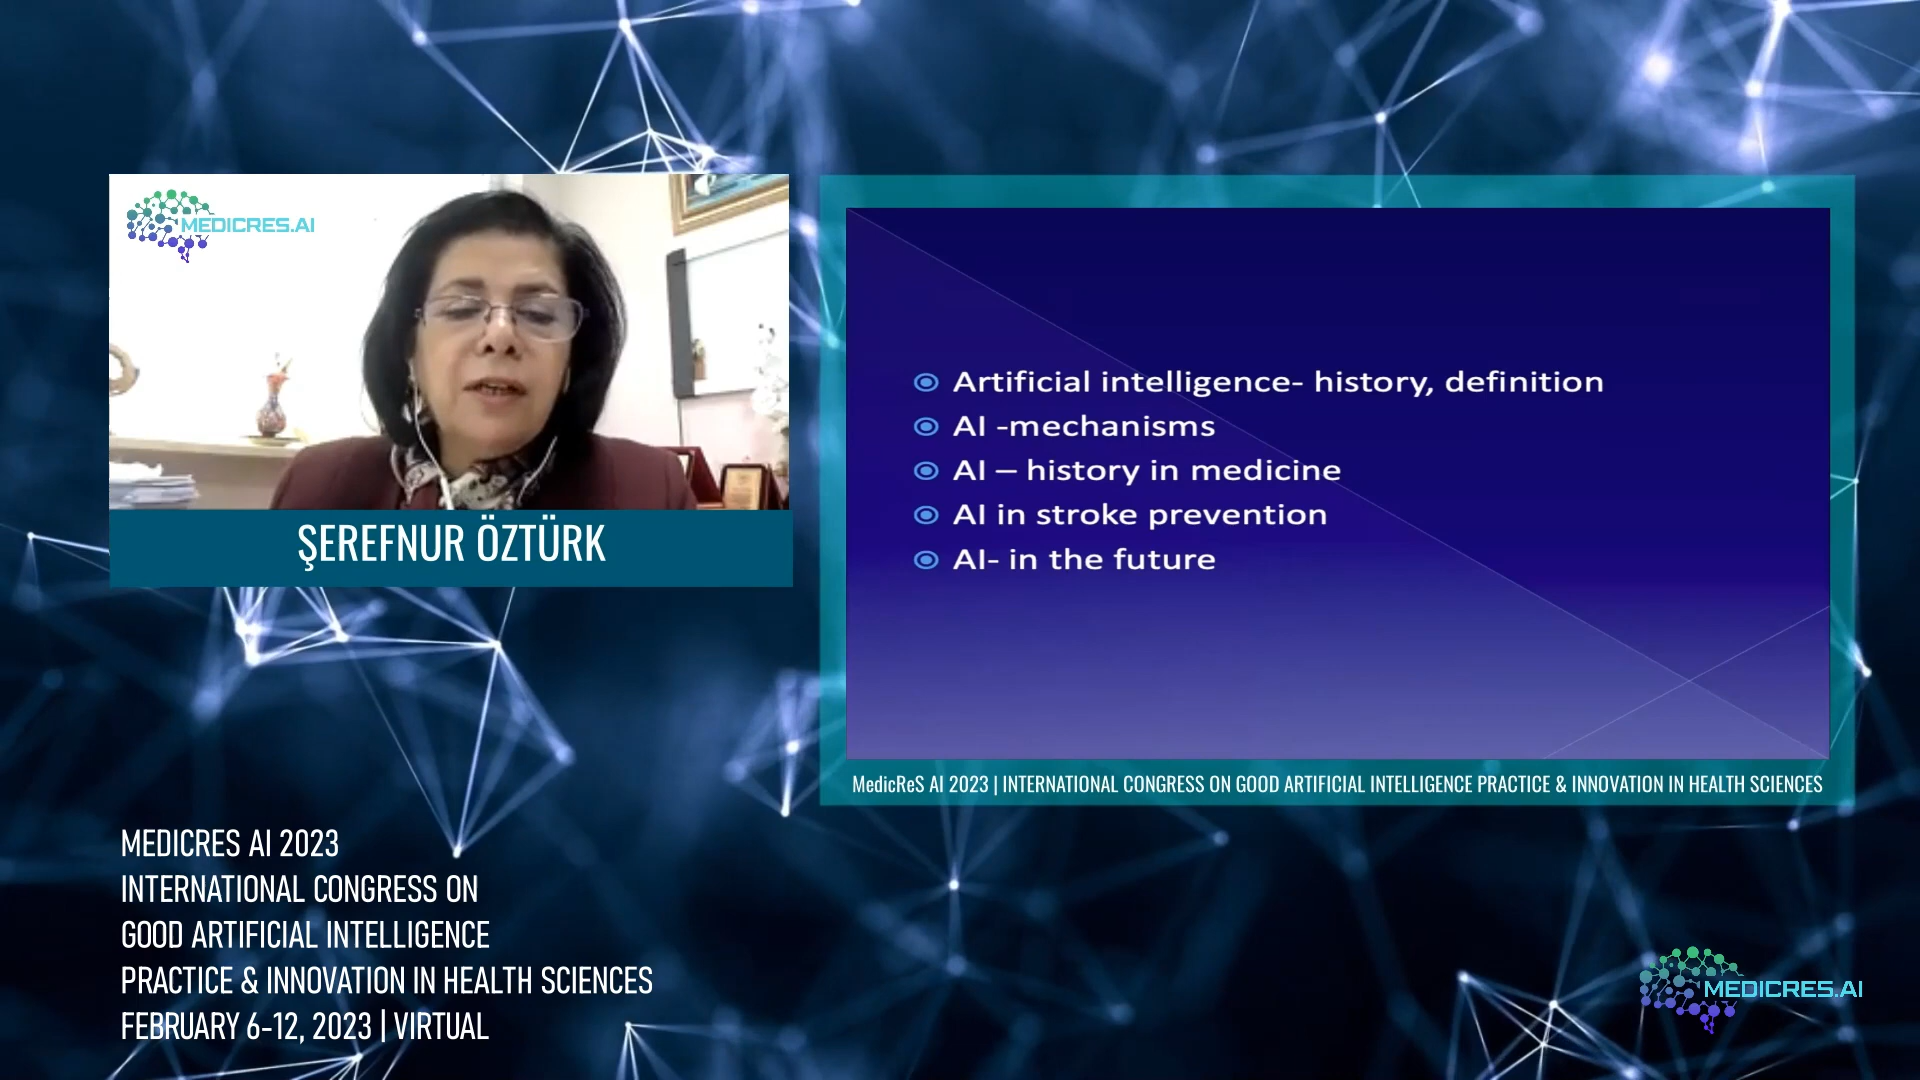 MEDICRES.AI
ŞEREFNUR ÖZTÜRK
Artificial intelligence- history, definition
AI -mechanisms
AI – history in medicine
AI in stroke prevention
AI- in the future
MedicReS AI 2023 | INTERNATIONAL CONGRESS ON GOOD ARTIFICIAL INTELLIGENCE PRACTICE & INNOVATION IN HEALTH SCIENCES
MEDICRES AI 2023
INTERNATIONAL CONGRESS ON
GOOD ARTIFICIAL INTELLIGENCE
PRACTICE & INNOVATION IN HEALTH SCIENCES
FEBRUARY 6-12, 2023 | VIRTUAL
MEDICRES.AI